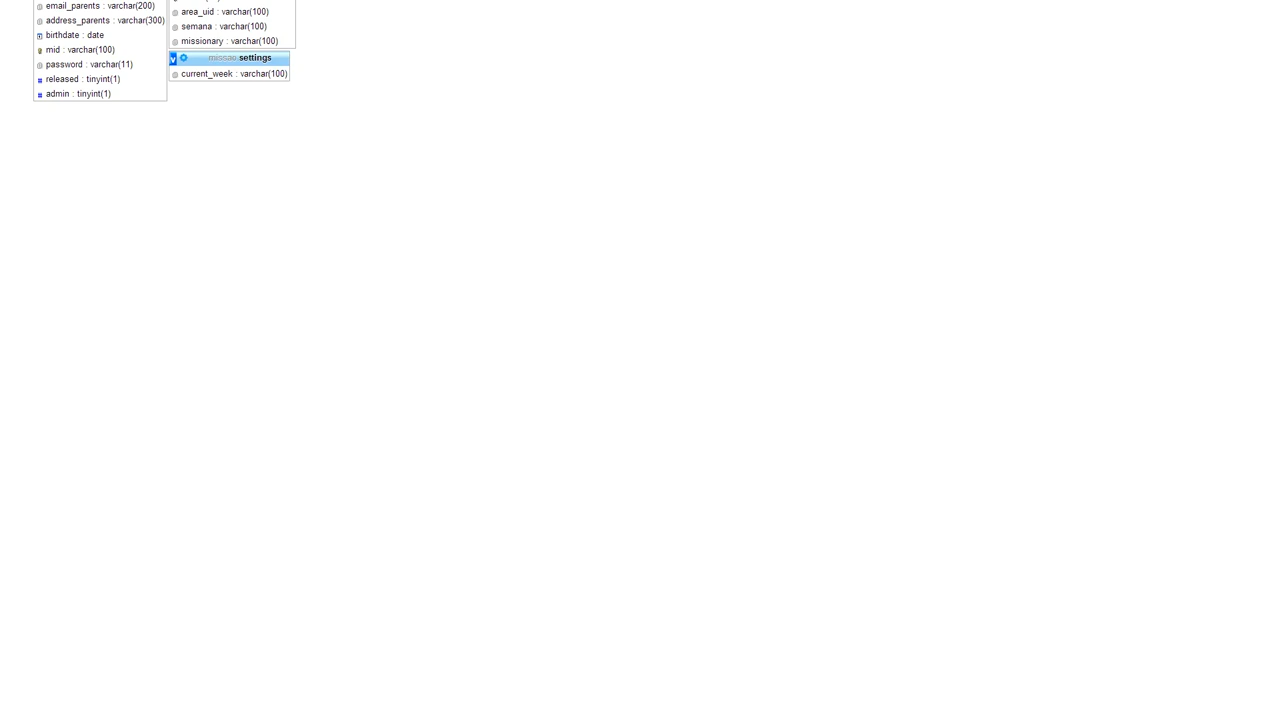 email_parents : varchar(200)
address_parents : varchar(300)
birthdate : date
mid : varchar(100)
password : varchar(11)
released : tinyint(1)
admin : tinyint(1)
area_uid : varchar(100)
semana : varchar(100)
missionary : varchar(100)
v missao settings
current_week : varchar(100)